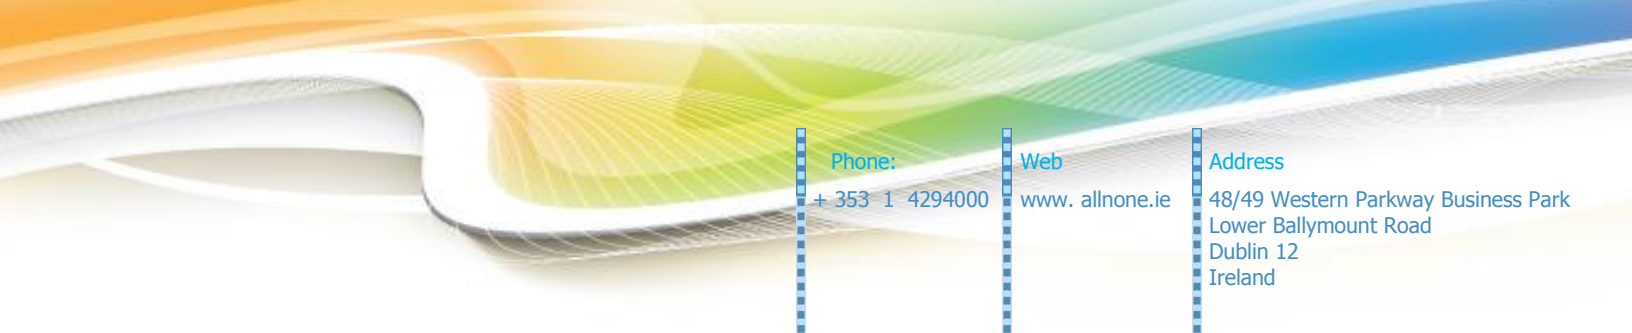 Phone:
+ 353 1 4294000
Web
www. allnone.ie
Address
48/49 Western Parkway Business Park
Lower Ballymount Road
Dublin 12
Ireland